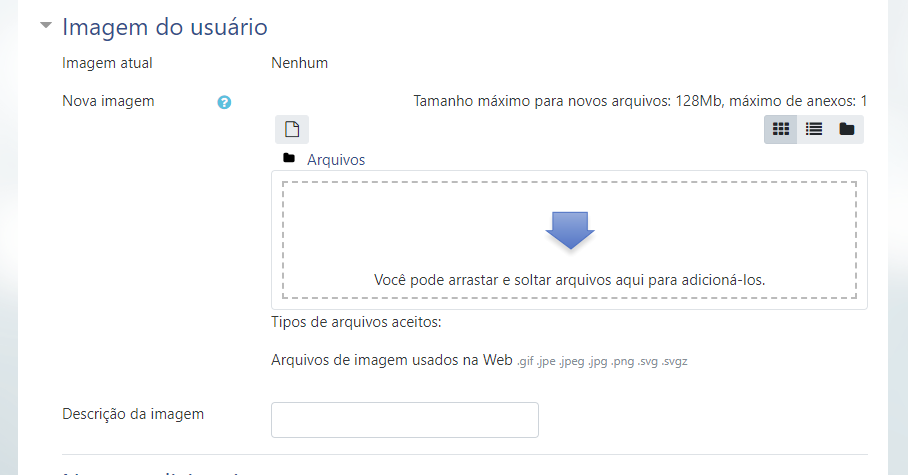 Imagem do usuário
Imagem atual Nenhum
Nova imagem ? Tamanho máximo para novos arquivos: 128Mb, máximo de anexos: 1
Arquivos
Você pode arrastar e soltar arquivos aqui para adicioná-los.
Tipos de arquivos aceitos:
Arquivos de imagem usados na Web .gif .jpe .jpeg .jpg .png .svg .svgz
Descrição da imagem